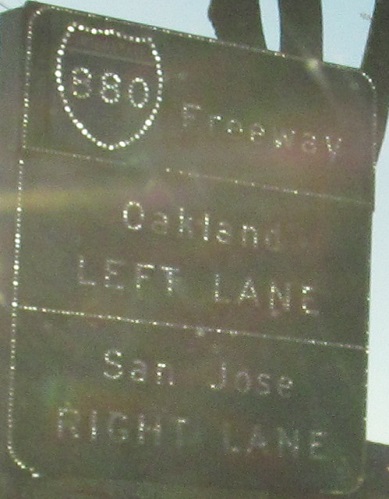 880 Freeway
Oakland
LEFT LANE
San Jose
RIGHT LANE